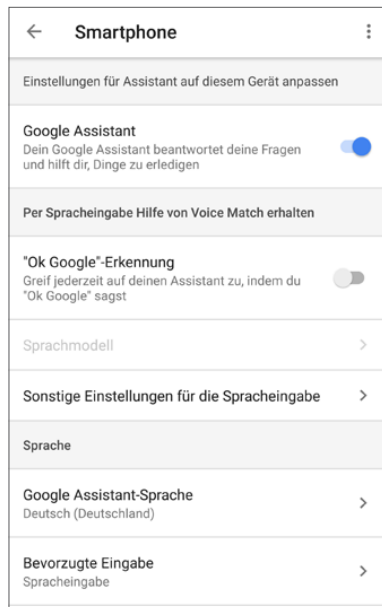 Smartphone
Einstellungen für Assistant auf diesem Gerät anpassen
Google Assistant
Dein Google Assistant beantwortet deine Fragen
und hilft dir, Dinge zu erledigen
Per Spracheingabe Hilfe von Voice Match erhalten
"Ok Google"-Erkennung
Greif jederzeit auf deinen Assistant zu, indem du
"Ok Google" sagst
Sprachmodell
Sonstige Einstellungen für die Spracheingabe
Sprache
Google Assistant-Sprache
Deutsch (Deutschland)
Bevorzugte Eingabe
Spracheingabe